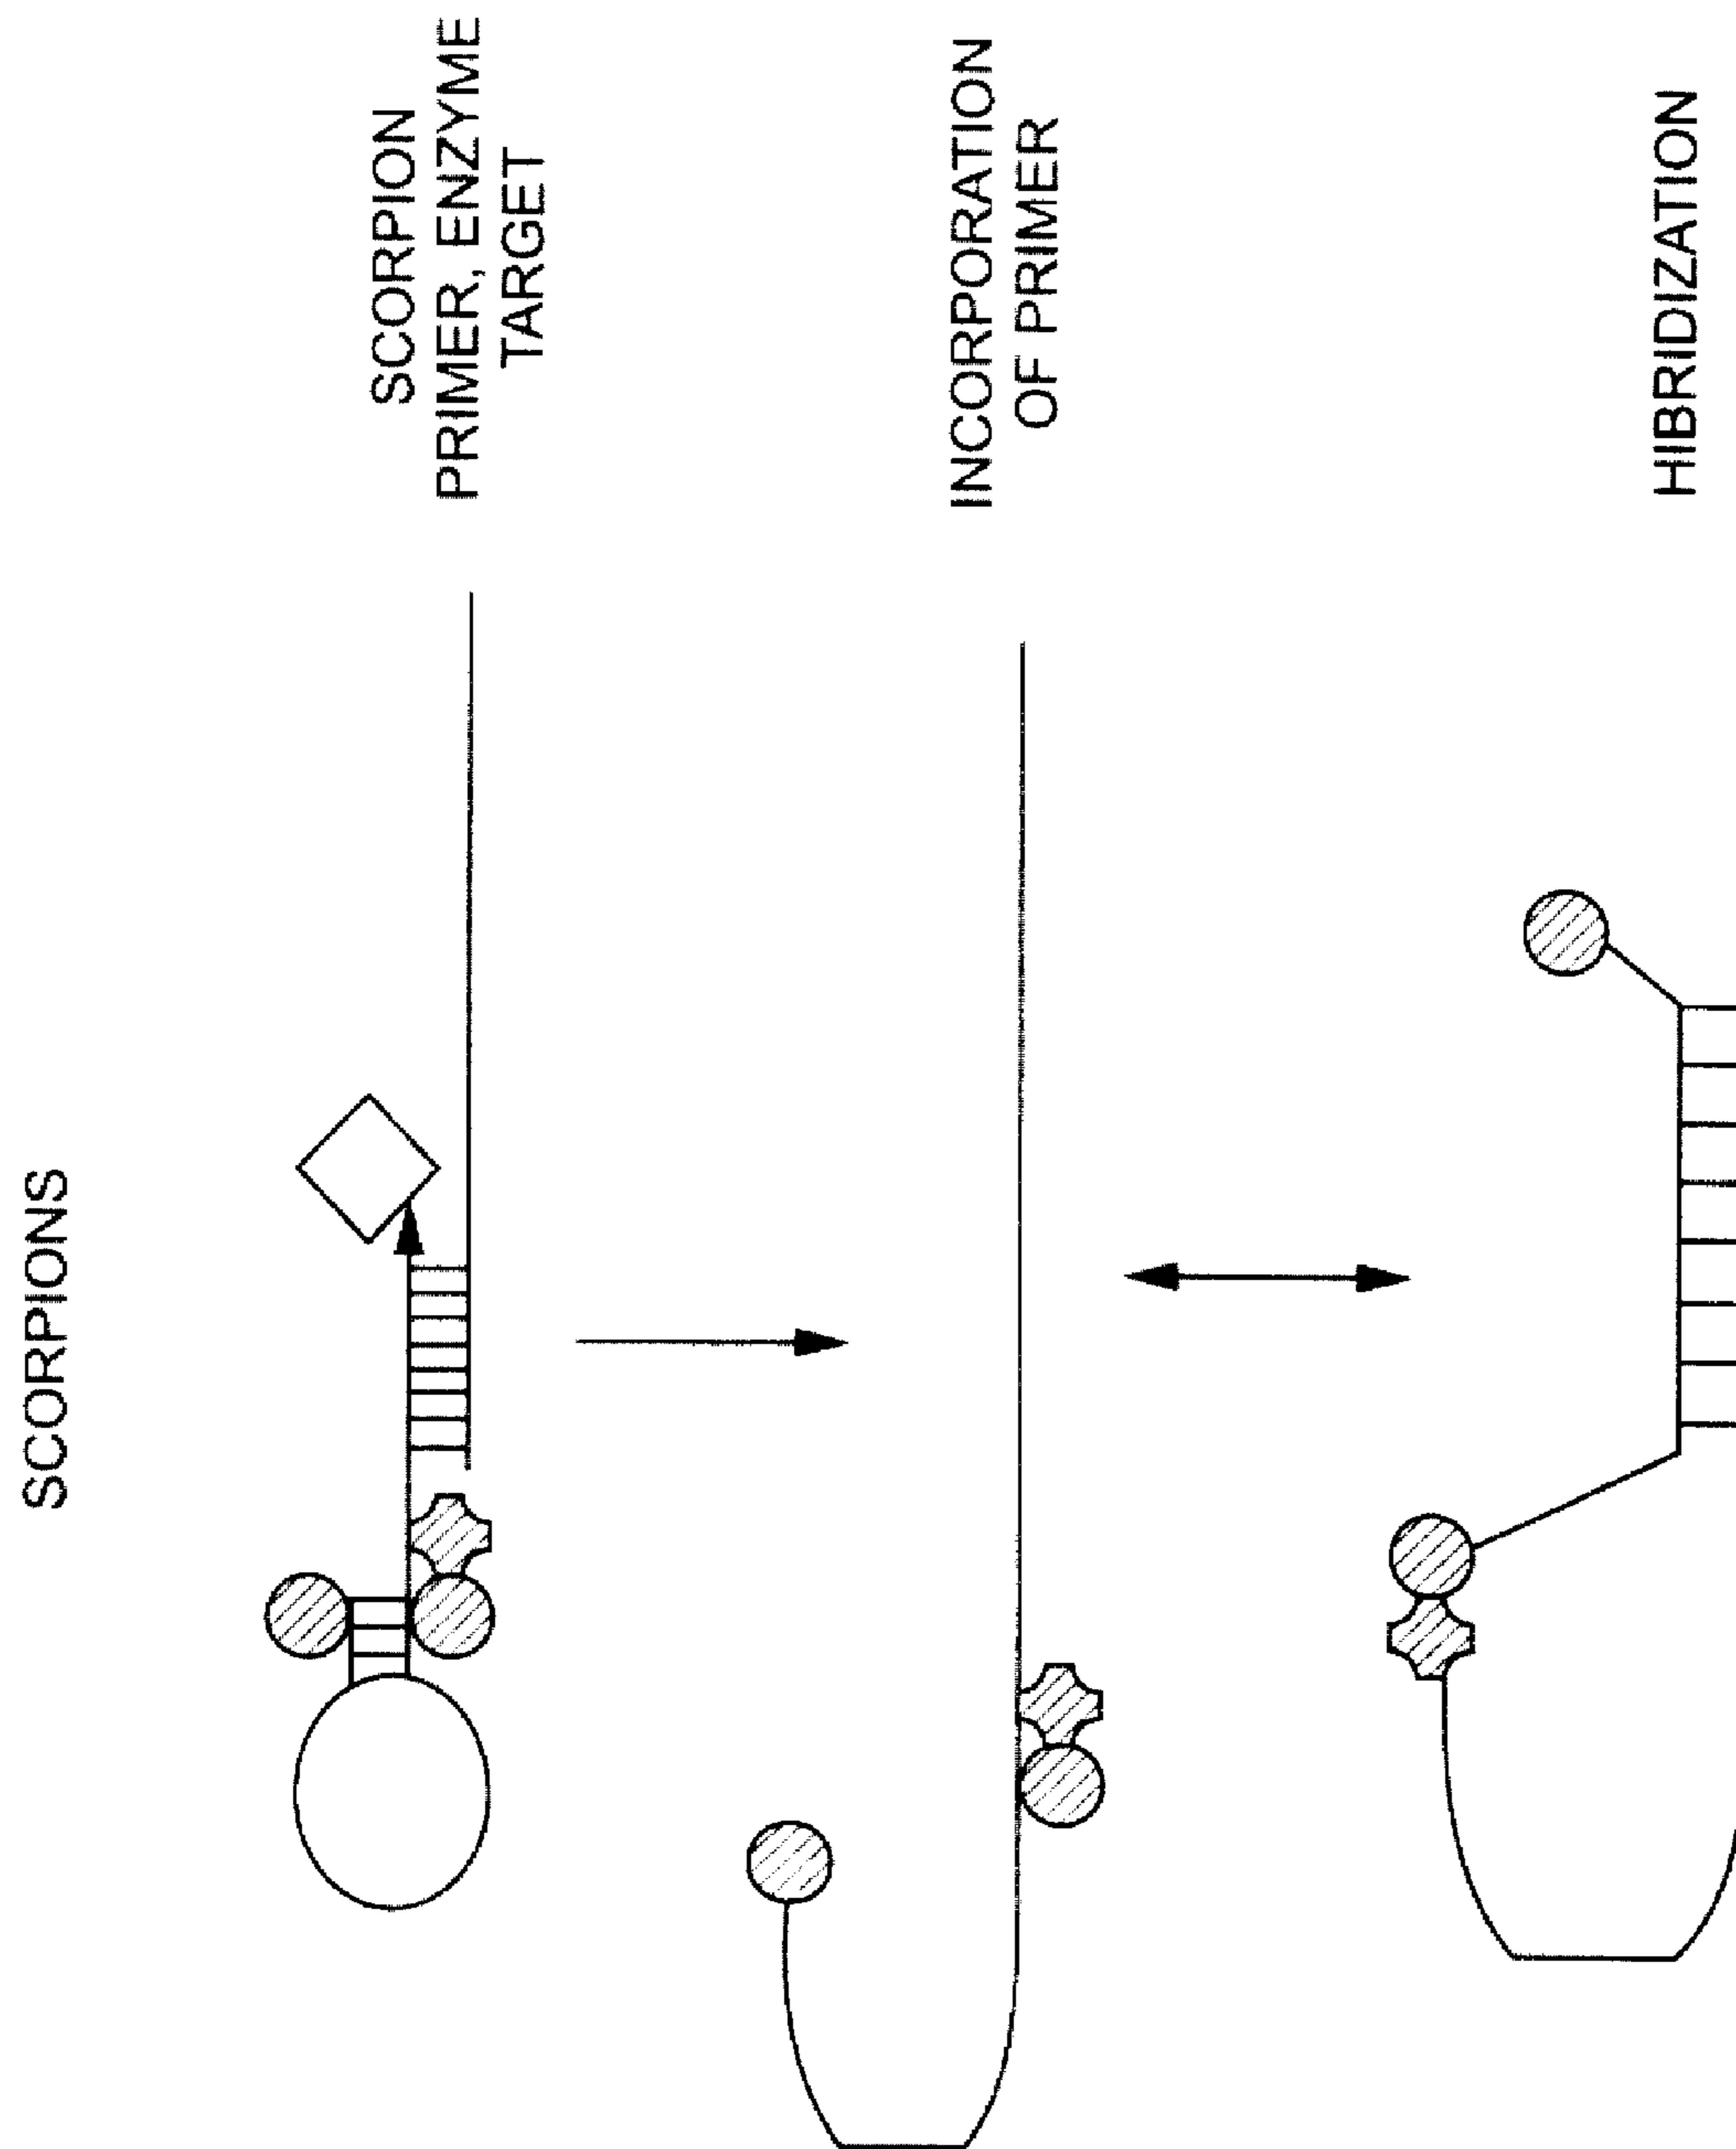 SCORPIONS
SCORPION
PRIMER, ENZYME
TARGET
INCORPORATION
OF PRIMER
HIBRIDIZATION